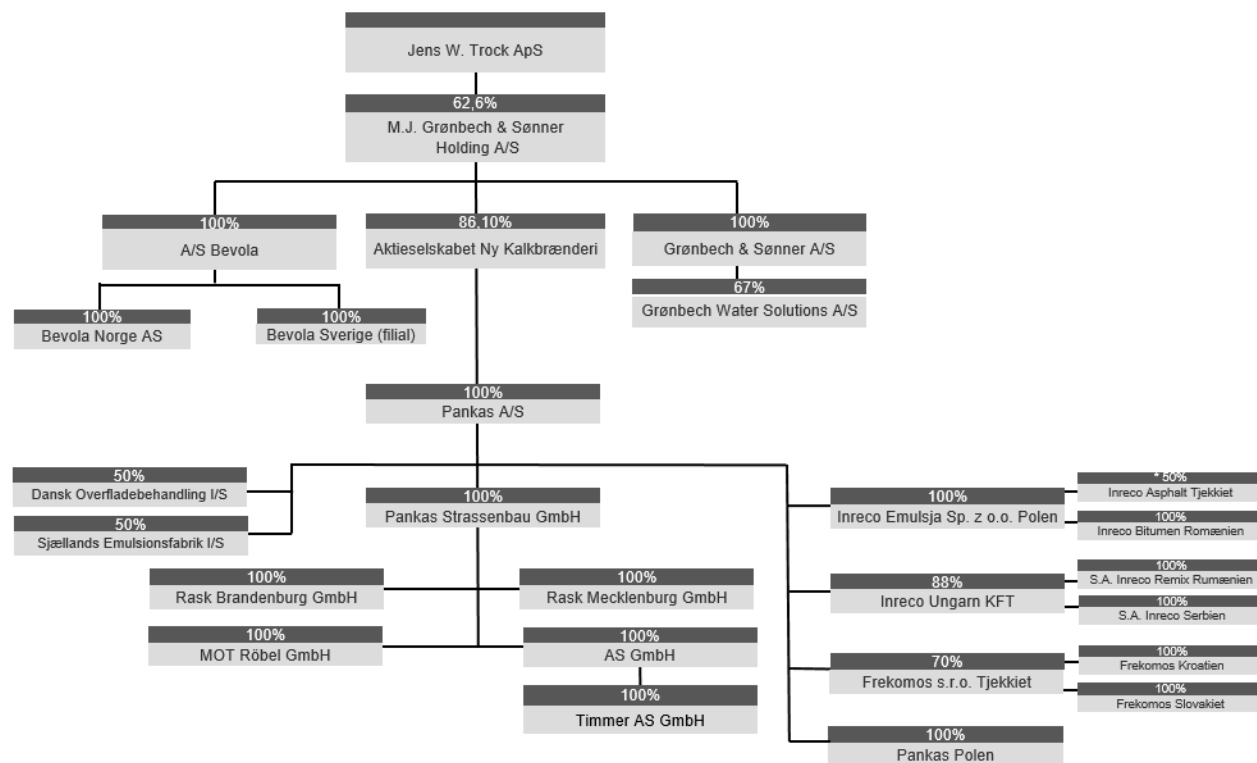 Jens W. Trock ApS
62,6%
M.J. Grønbech & Sønner
Holding A/S
100%
A/S Bevola
86,10%
Aktieselskabet Ny Kalkbrænderi
100%
Grønbech & Sønner A/S
67%
Grønbech Water Solutions A/S
100%
Bevola Norge AS
100%
Bevola Sverige (filial)
100%
Pankas A/S
50%
Dansk Overfladebehandling I/S
50%
Sjællands Emulsionsfabrik I/S
100%
Pankas Strassenbau GmbH
100%
Rask Brandenburg GmbH
100%
Rask Mecklenburg GmbH
100%
MOT Röbel GmbH
100%
AS GmbH
100%
Timmer AS GmbH
100%
Inreco Emulsja Sp. z o.o. Polen
* 50%
Inreco Asphalt Tjekkiet
100%
Inreco Bitumen Romænien
88%
Inreco Ungarn KFT
100%
S.A. Inreco Remix Rumænien
100%
S.A. Inreco Serbien
70%
Frekomos s.r.o. Tjekkiet
100%
Frekomos Kroatien
100%
Frekomos Slovakiet
100%
Pankas Polen